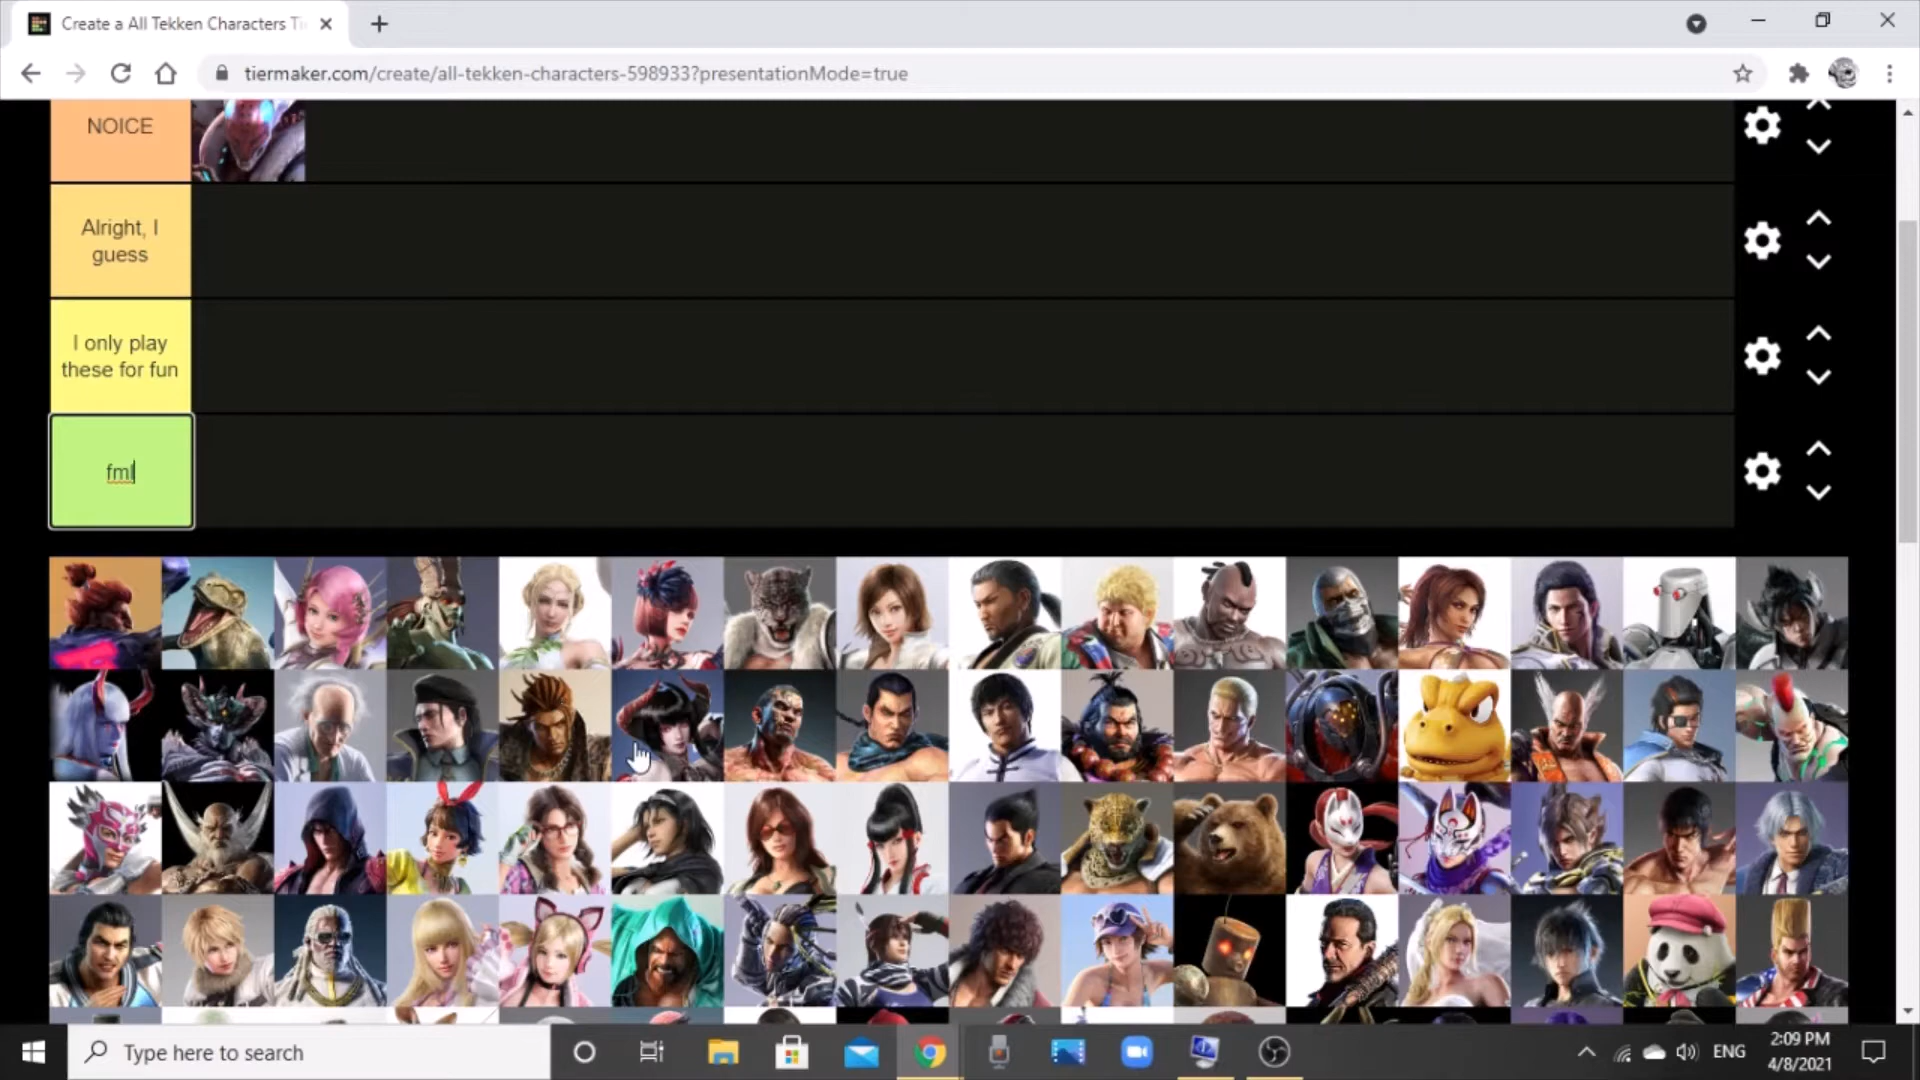 Create a All Tekken Characters Ti
tiermaker.com/create/all-tekken-characters-598933?presentationMode=true
NOICE
Alright, I
guess
I only play
these for fun
fml
Type here to search
ENG
2:09 PM
4/8/2021